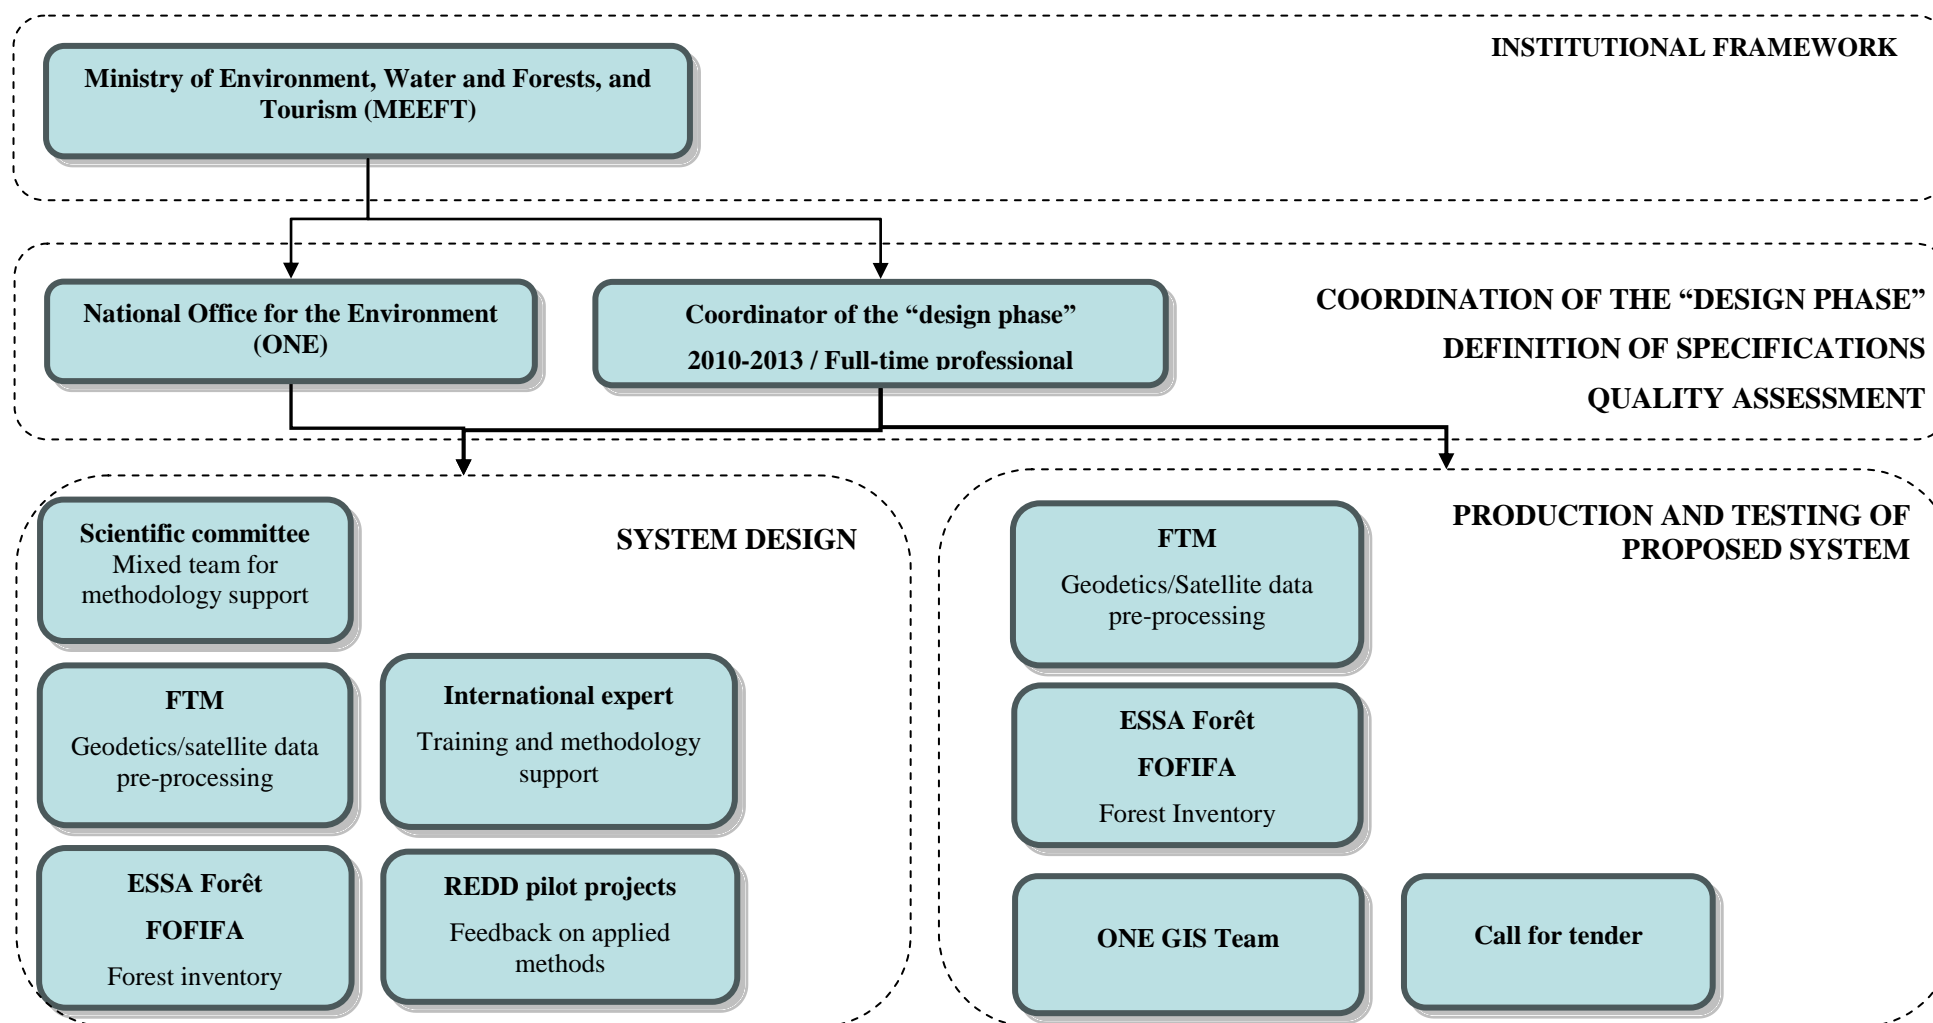 INSTITUTIONAL FRAMEWORK
Ministry of Environment, Water and Forests, and
Tourism (MEEFT)
National Office for the Environment
(ONE)
Coordinator of the “design phase”
2010-2013 / Full-time professional
COORDINATION OF THE “DESIGN PHASE”
DEFINITION OF SPECIFICATIONS
QUALITY ASSESSMENT
SYSTEM DESIGN
Scientific committee
Mixed team for
methodology support
FTM
Geodetics/satellite data
pre-processing
International expert
Training and methodology
support
ESSA Forêt
FOFIFA
Forest inventory
REDD pilot projects
Feedback on applied
methods
PRODUCTION AND TESTING OF
PROPOSED SYSTEM
FTM
Geodetics/Satellite data
pre-processing
ESSA Forêt
FOFIFA
Forest Inventory
ONE GIS Team
Call for tender